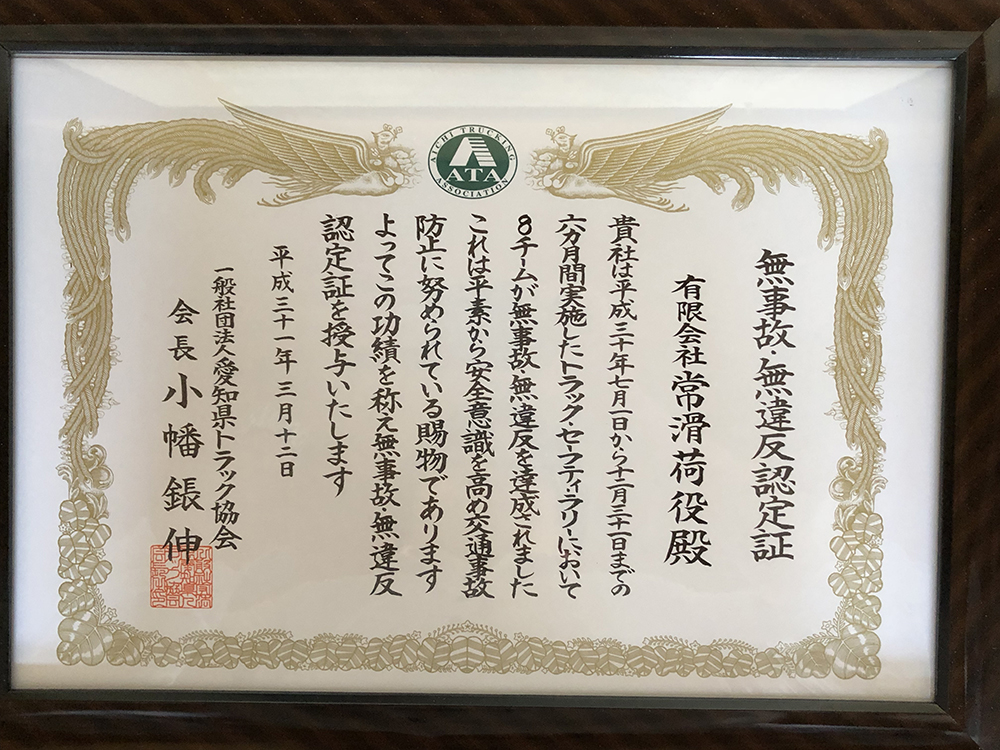 AICHI TRUCKING
ATA
ASSOCIATION
無事故・無違反認定証
有限会社常滑荷役殿
貴社は平成三十年七月一日から十二月三十一日までの
六カ月間実施したトラック・セーフティラリーにおいて
8チームが無事故・無違反を達成されました
これは平素から安全意識を高め交通事故
防止に努められている賜物であります
よってこの功績を称え無事故・無違反
認定証を授与いたします
平成三十一年三月十二日
一般社団法人愛知県トラック協会
会長小幡鋹伸